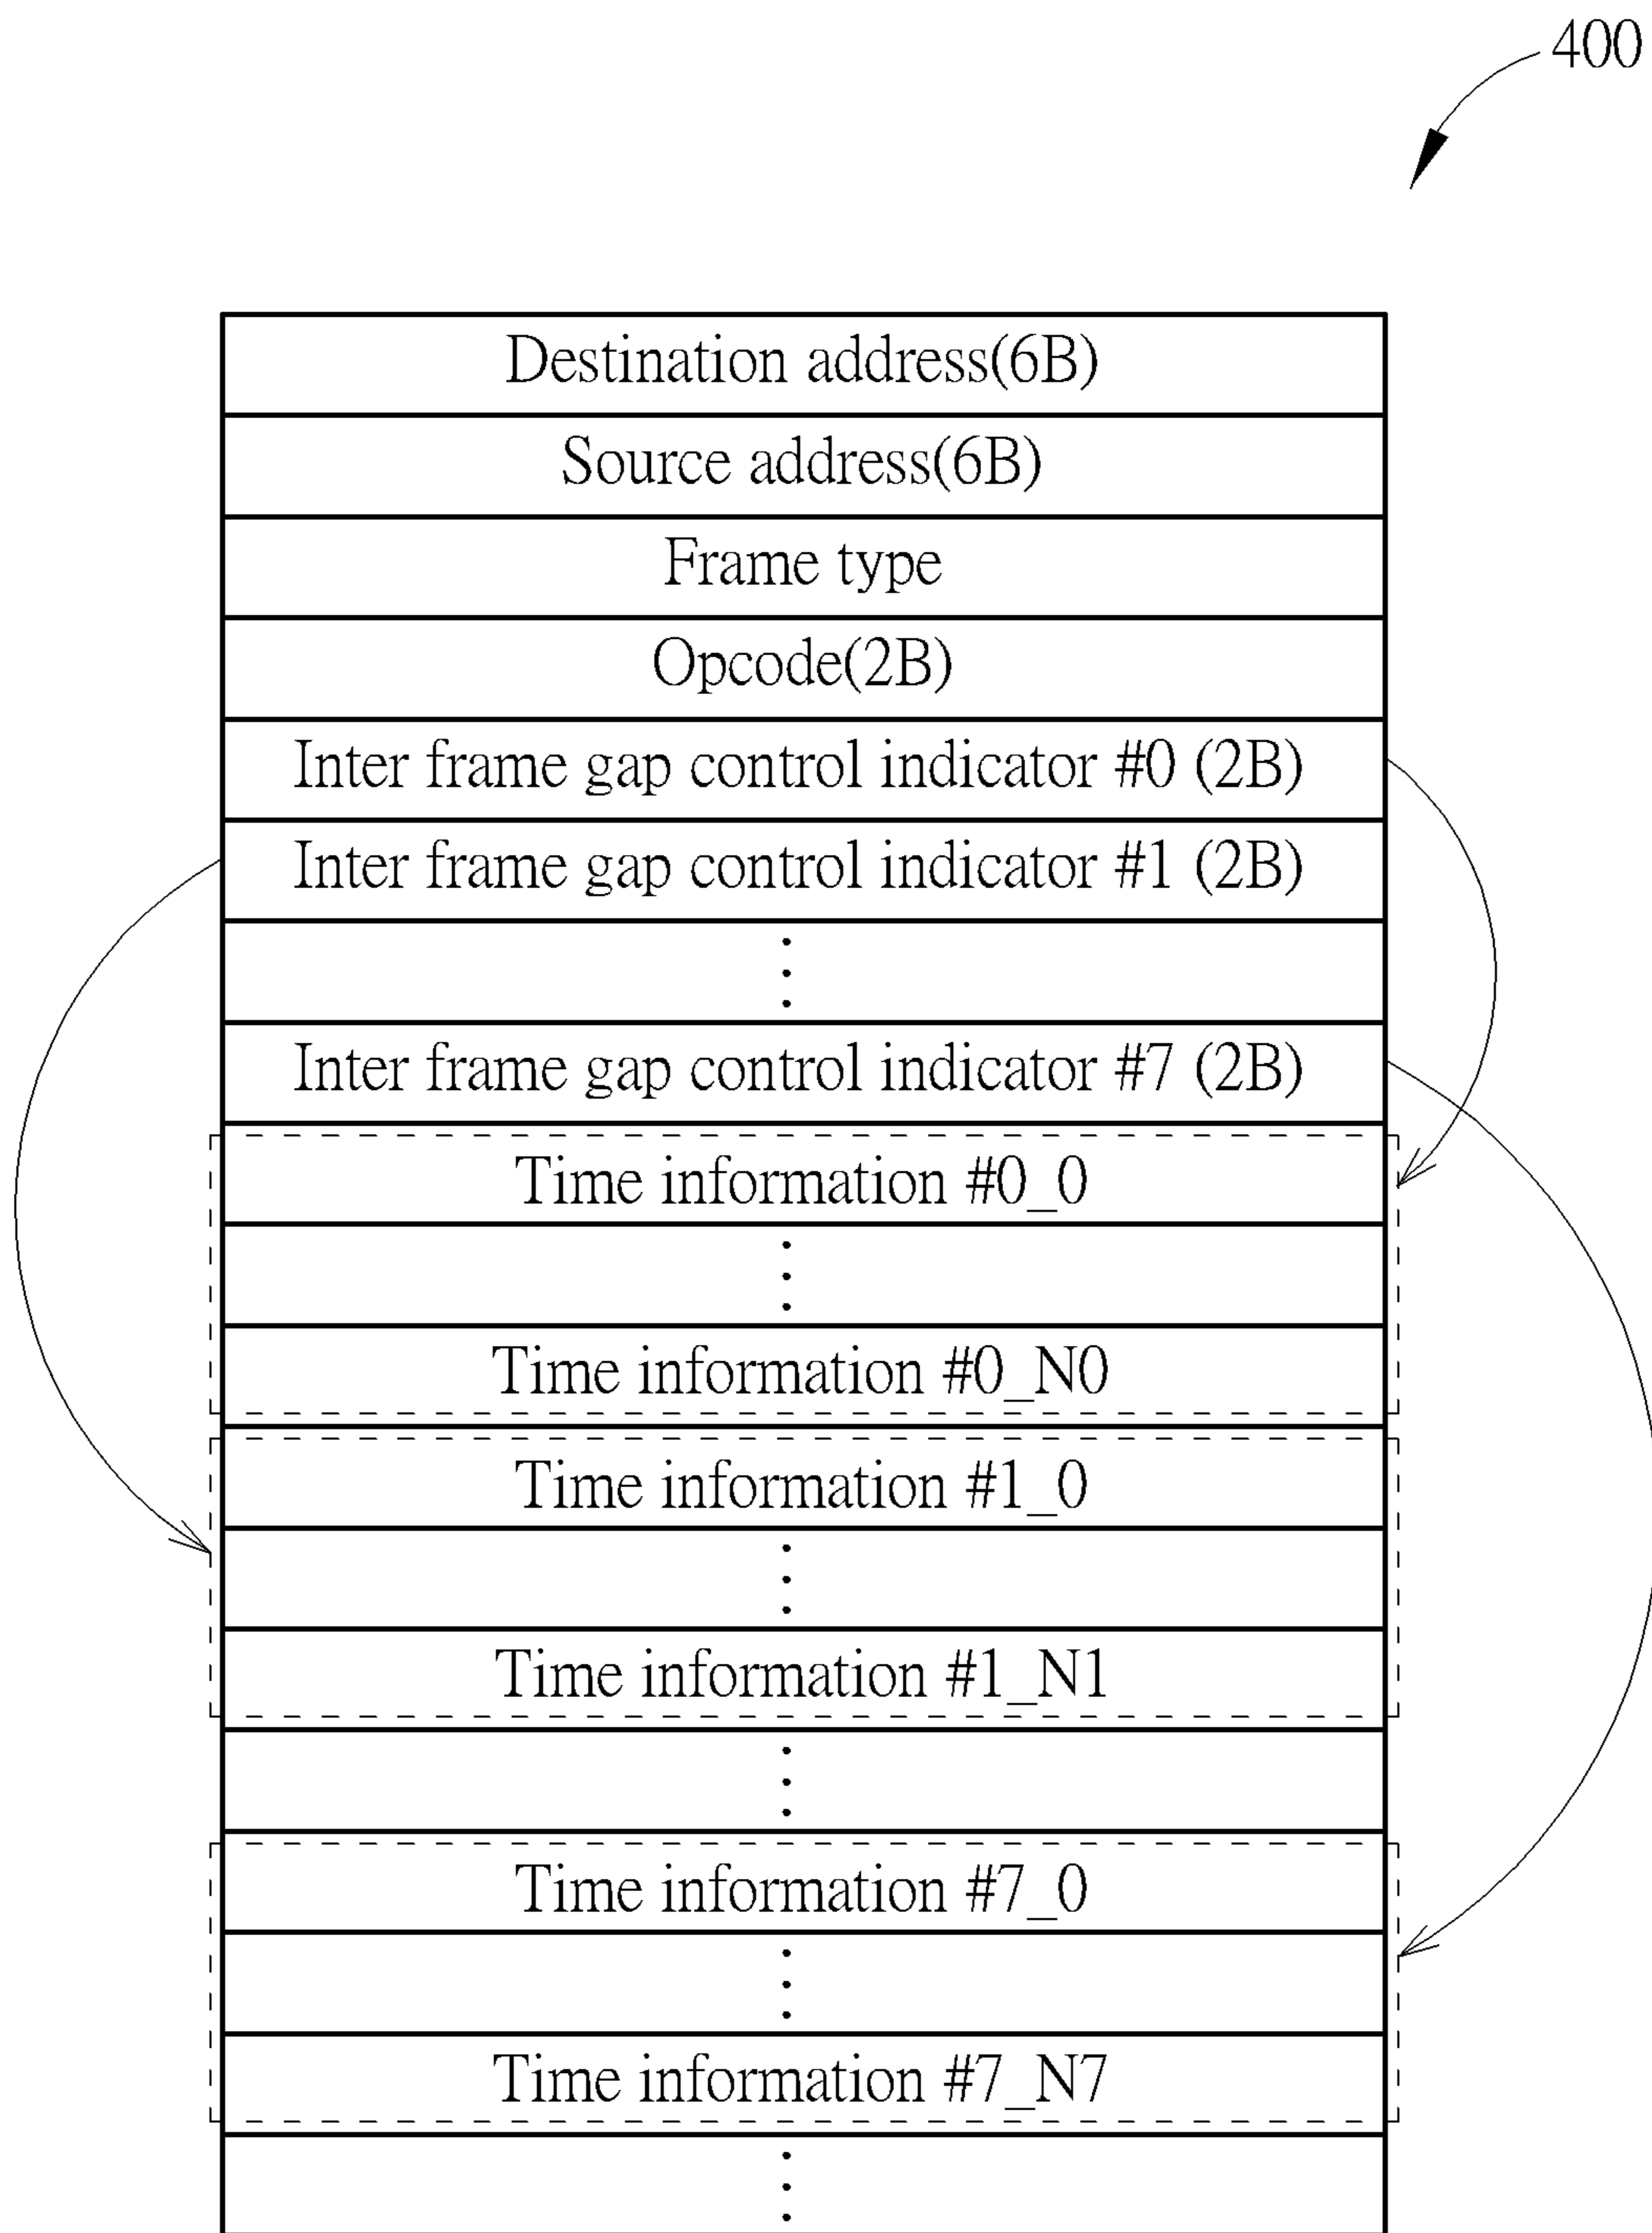 400
Destination address(6B)
Source address(6B)
Frame type
Opcode(2B)
Inter frame gap control indicator #0 (2B)
Inter frame gap control indicator #1 (2B)
Inter frame gap control indicator #7 (2B)
Time information #0_0
Time information #0_N0
Time information #1_0
Time information #1_N1
Time information #7_0
Time information #7_N7